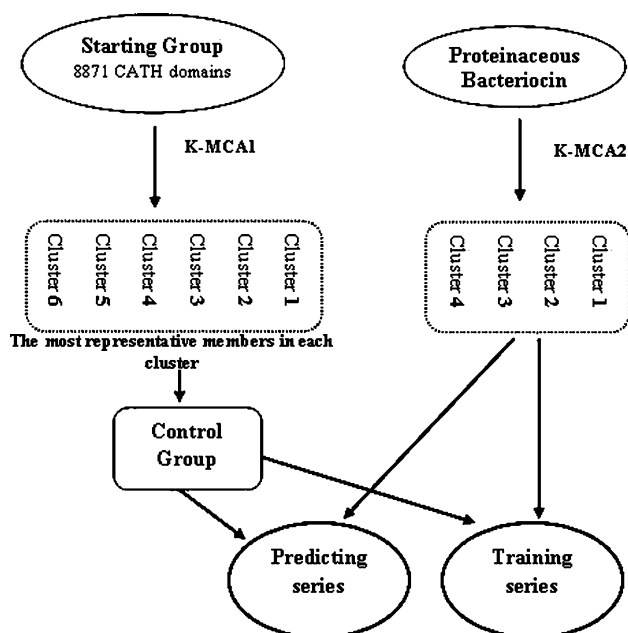 Starting Group
8871 CATH domains
Proteinaceous
Bacteriocin
K-MCA1
K-MCA2
Cluster 6
Cluster 5
Cluster 4
Cluster 3
Cluster 2
Cluster 1
Cluster 4
Cluster 3
Cluster 2
Cluster 1
The most representative members in each
cluster
Control
Group
Predicting
series
Training
series